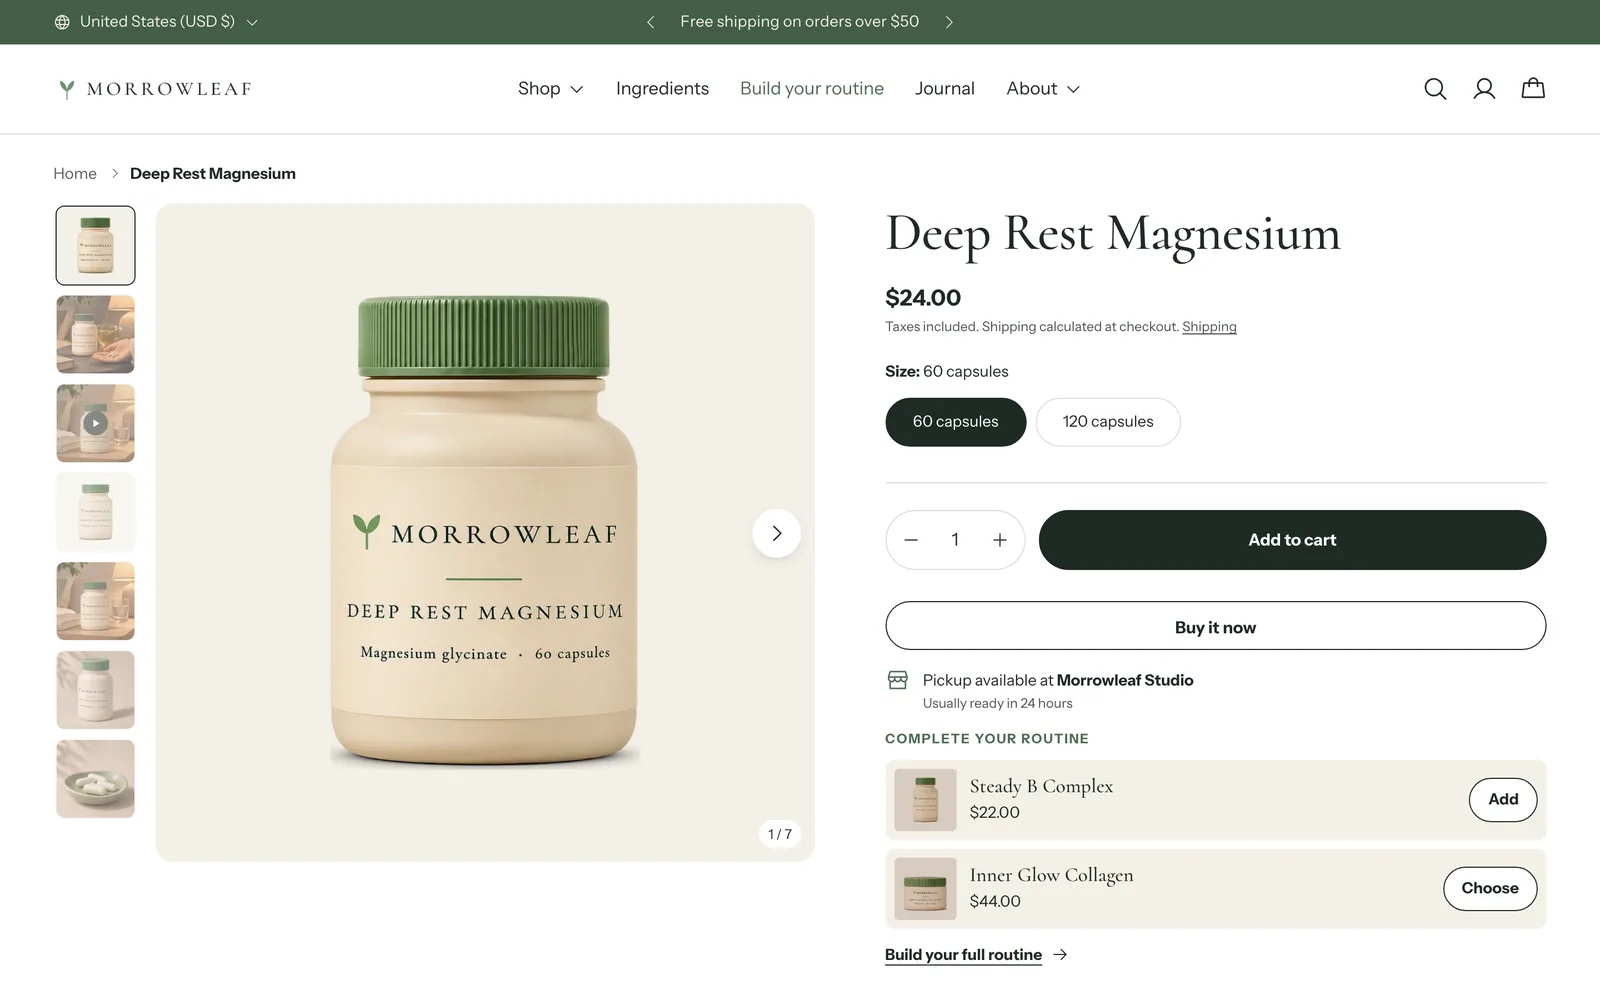 United States (USD $)
Free shipping on orders over $50
MORROWLEAF
Shop
Ingredients
Build your routine
Journal
About
Home
Deep Rest Magnesium
MORROWLEAF
DEEP REST MAGNESIUM
Magnesium glycinate · 60 capsules
1 / 7
Deep Rest Magnesium
$24.00
Taxes included. Shipping calculated at checkout. Shipping
Size: 60 capsules
60 capsules
120 capsules
1
Add to cart
Buy it now
Pickup available at Morrowleaf Studio
Usually ready in 24 hours
COMPLETE YOUR ROUTINE
Steady B Complex
$22.00
Add
Inner Glow Collagen
$44.00
Choose
Build your full routine